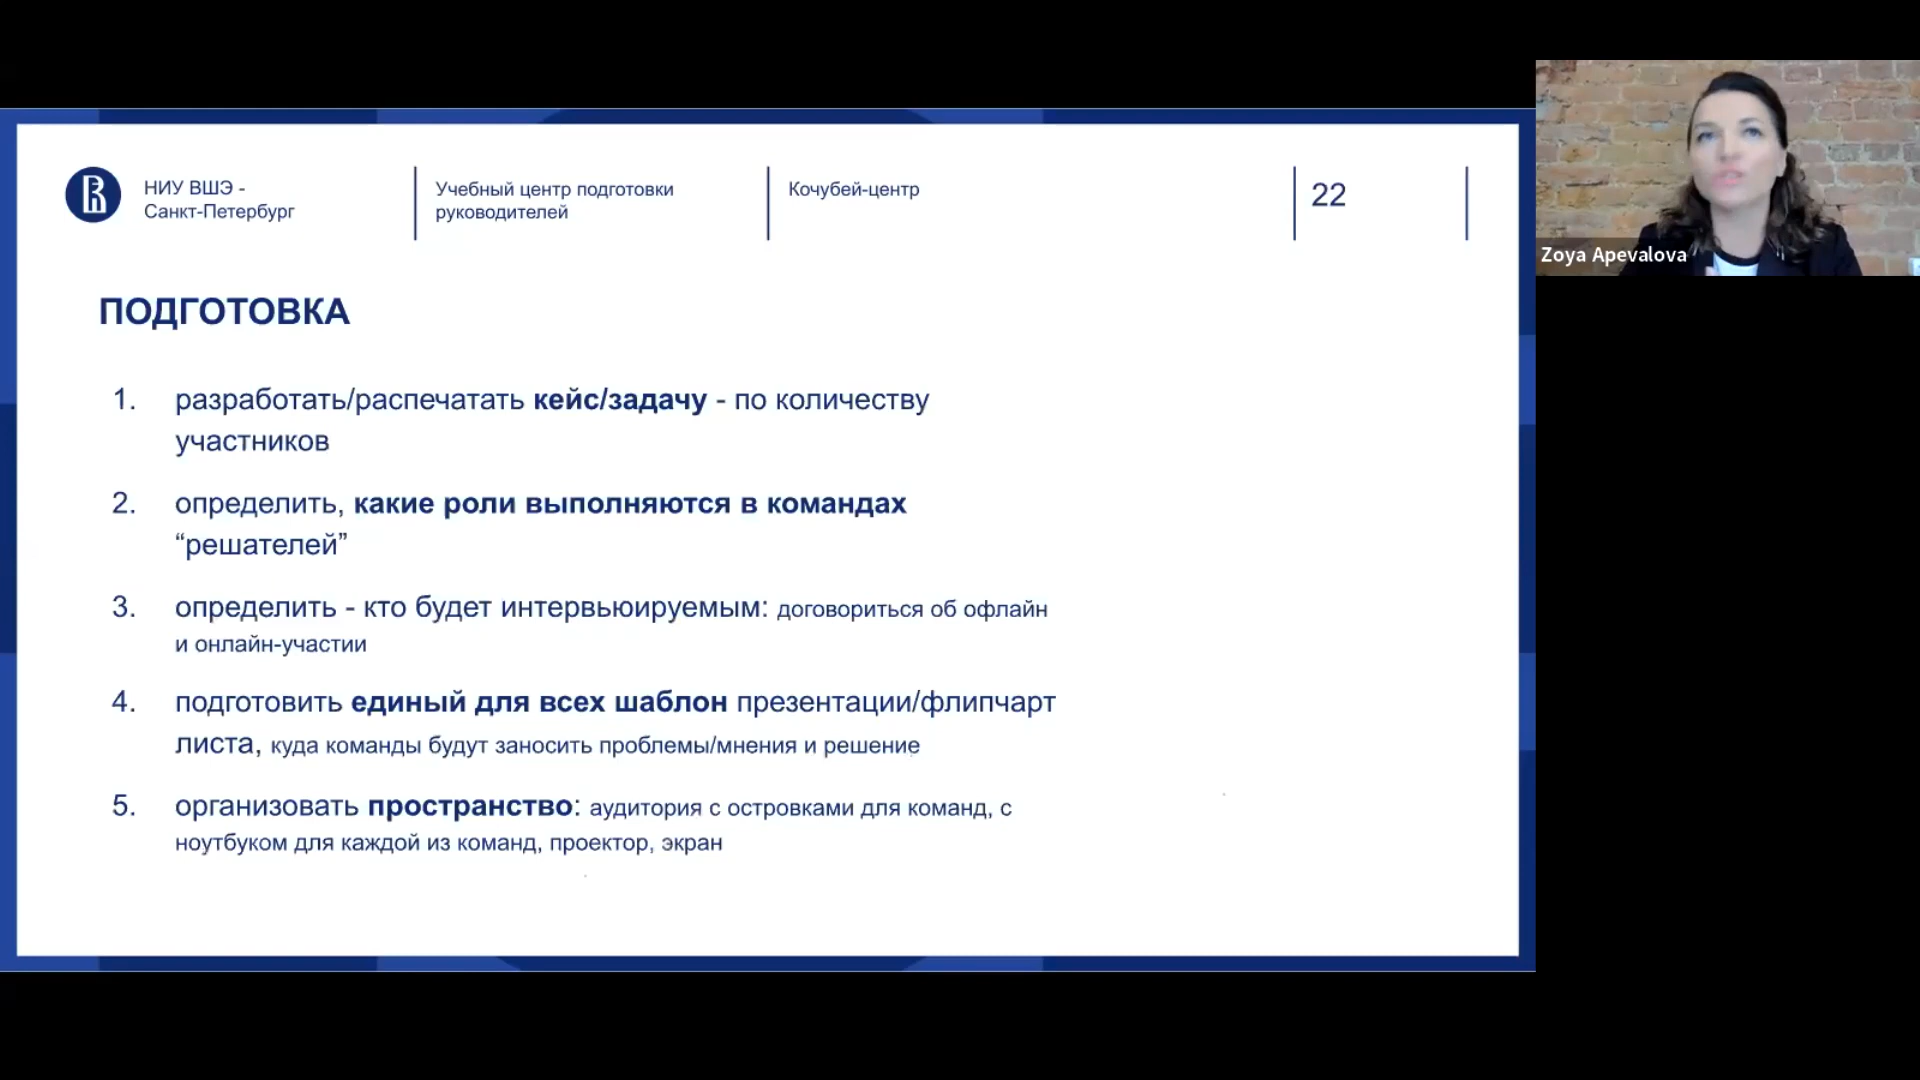 НИУ ВШЭ -
Санкт-Петербург
Учебный центр подготовки
руководителей
Кочубей-центр
22
Zoya Apevalova
ПОДГОТОВКА
1. разработать/распечатать кейс/задачу - по количеству
участников
2. определить, какие роли выполняются в командах
“решателей”
3. определить - кто будет интервьюируемым: договориться об офлайн
и онлайн-участии
4. подготовить единый для всех шаблон презентации/флипчарт
листа, куда команды будут заносить проблемы/мнения и решение
5. организовать пространство: аудитория с островками для команд, с
ноутбуком для каждой из команд, проектор, экран